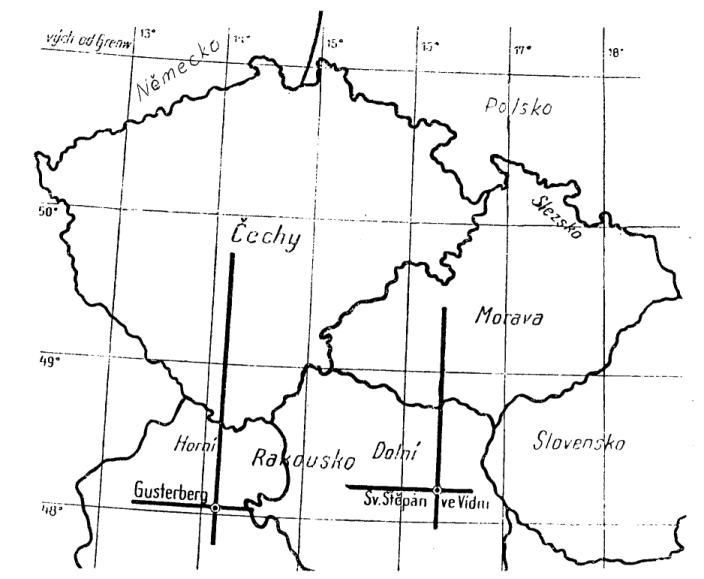 vých od Grenw.
13°
14°
15°
16°
17°
18°
Německo
Polsko
50°
Slezsko
Čechy
Morava
49°
Horní
Rakousko
Dolní
Slovensko
Gusterberg
Sv. Štěpán ve Vídni
48°